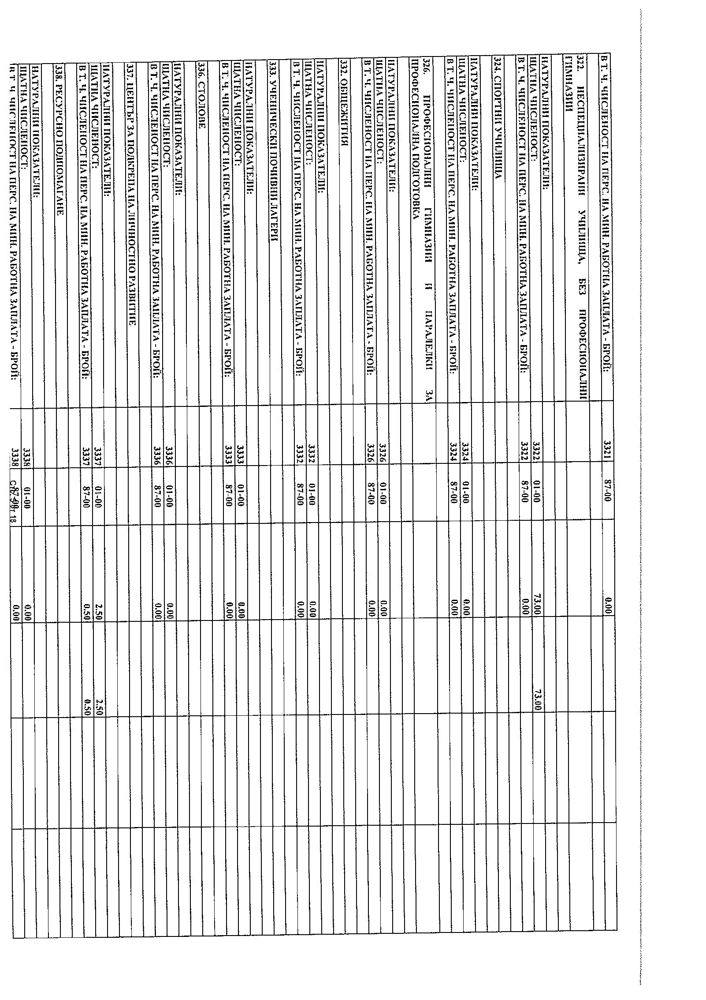 В Т. Ч. ЧИСЛЕНОСТ НА ПЕРС. НА МИН. РАБОТНА ЗАПЛАТА - БРОЙ: 3321 87-00 0.00
322. НЕСПЕЦИАЛИЗИРАНИ УЧИЛИЩА, БЕЗ ПРОФЕСИОНАЛНИ
ГИМНАЗИИ
НАТУРАЛНИ ПОКАЗАТЕЛИ:
ЩАТНА ЧИСЛЕНОСТ: 3322 01-00 73.00 73.00
В Т. Ч. ЧИСЛЕНОСТ НА ПЕРС. НА МИН. РАБОТНА ЗАПЛАТА - БРОЙ: 3322 87-00 0.00
324. СПОРТНИ УЧИЛИЩА
НАТУРАЛНИ ПОКАЗАТЕЛИ:
ЩАТНА ЧИСЛЕНОСТ: 3324 01-00 0.00
В Т. Ч. ЧИСЛЕНОСТ НА ПЕРС. НА МИН. РАБОТНА ЗАПЛАТА - БРОЙ: 3324 87-00 0.00
326. ПРОФЕСИОНАЛНИ ГИМНАЗИИ И ПАРАЛЕЛКИ ЗА
ПРОФЕСИОНАЛНА ПОДГОТОВКА
НАТУРАЛНИ ПОКАЗАТЕЛИ:
ЩАТНА ЧИСЛЕНОСТ: 3326 01-00 0.00
В Т. Ч. ЧИСЛЕНОСТ НА ПЕРС. НА МИН. РАБОТНА ЗАПЛАТА - БРОЙ: 3326 87-00 0.00
332. ОБЩЕЖИТИЯ
НАТУРАЛНИ ПОКАЗАТЕЛИ:
ЩАТНА ЧИСЛЕНОСТ: 3332 01-00 0.00
В Т. Ч. ЧИСЛЕНОСТ НА ПЕРС. НА МИН. РАБОТНА ЗАПЛАТА - БРОЙ: 3332 87-00 0.00
333. УЧЕНИЧЕСКИ ПОЧИВНИ ЛАГЕРИ
НАТУРАЛНИ ПОКАЗАТЕЛИ:
ЩАТНА ЧИСЛЕНОСТ: 3333 01-00 0.00
В Т. Ч. ЧИСЛЕНОСТ НА ПЕРС. НА МИН. РАБОТНА ЗАПЛАТА - БРОЙ: 3333 87-00 0.00
336. СТОЛОВЕ
НАТУРАЛНИ ПОКАЗАТЕЛИ:
ЩАТНА ЧИСЛЕНОСТ: 3336 01-00 0.00
В Т. Ч. ЧИСЛЕНОСТ НА ПЕРС. НА МИН. РАБОТНА ЗАПЛАТА - БРОЙ: 3336 87-00 0.00
337. ЦЕНТЪР ЗА ПОДКРЕПА НА ЛИЧНОСТНО РАЗВИТИЕ
НАТУРАЛНИ ПОКАЗАТЕЛИ:
ЩАТНА ЧИСЛЕНОСТ: 3337 01-00 2.50 2.50
В Т. Ч. ЧИСЛЕНОСТ НА ПЕРС. НА МИН. РАБОТНА ЗАПЛАТА - БРОЙ: 3337 87-00 0.50 0.50
338. РЕСУРСНО ПОДПОМАГАНЕ
НАТУРАЛНИ ПОКАЗАТЕЛИ:
ЩАТНА ЧИСЛЕНОСТ: 3338 01-00 0.00
В Т. Ч. ЧИСЛЕНОСТ НА ПЕРС. НА МИН. РАБОТНА ЗАПЛАТА - БРОЙ: 3338 87-00 0.00
от 18